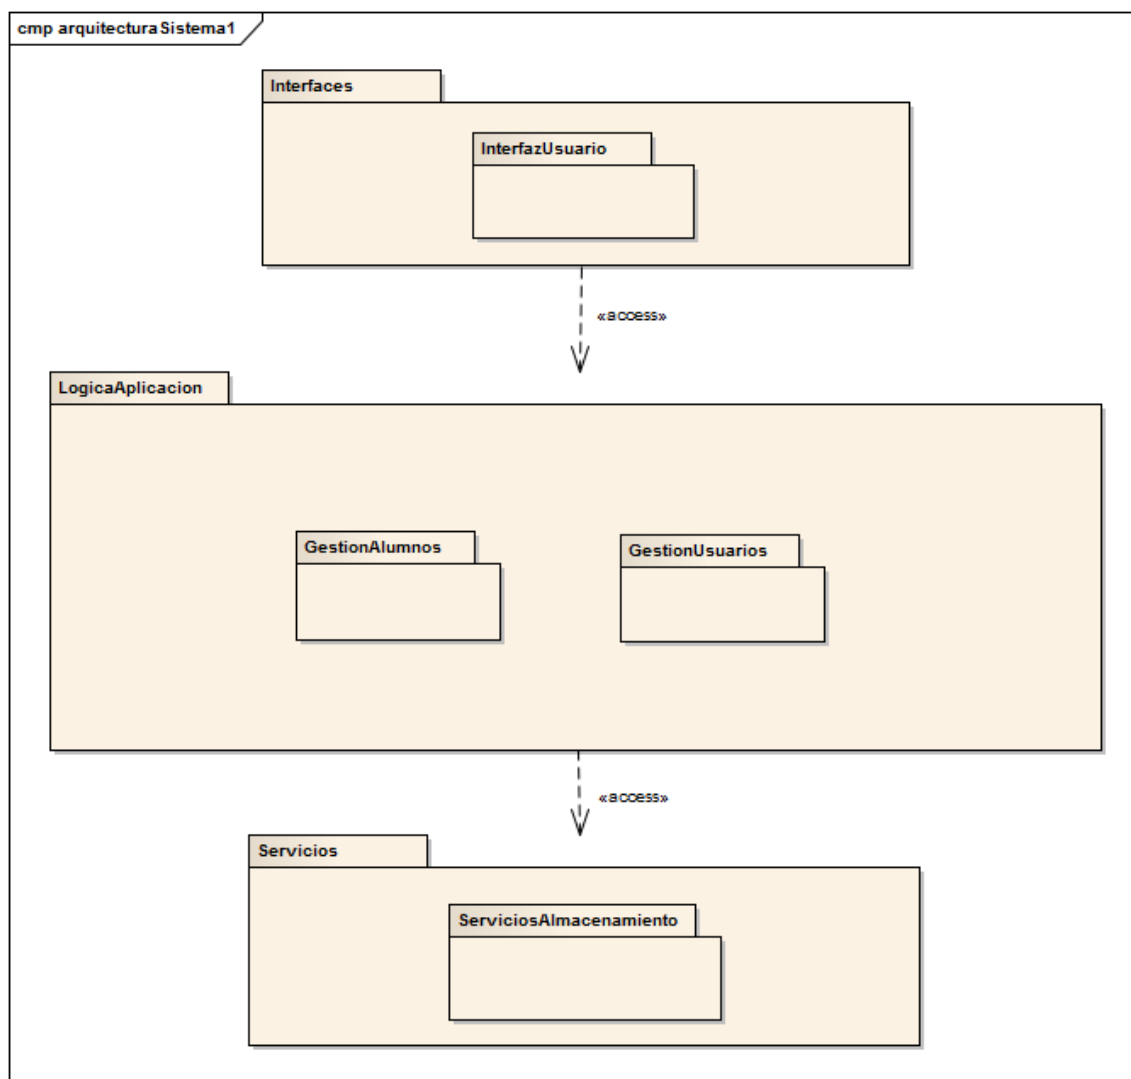 cmp arquitecturaSistema1
Interfaces
InterfazUsuario
«access»
LogicaAplicacion
GestionAlumnos
GestionUsuarios
«access»
Servicios
ServiciosAlmacenamiento